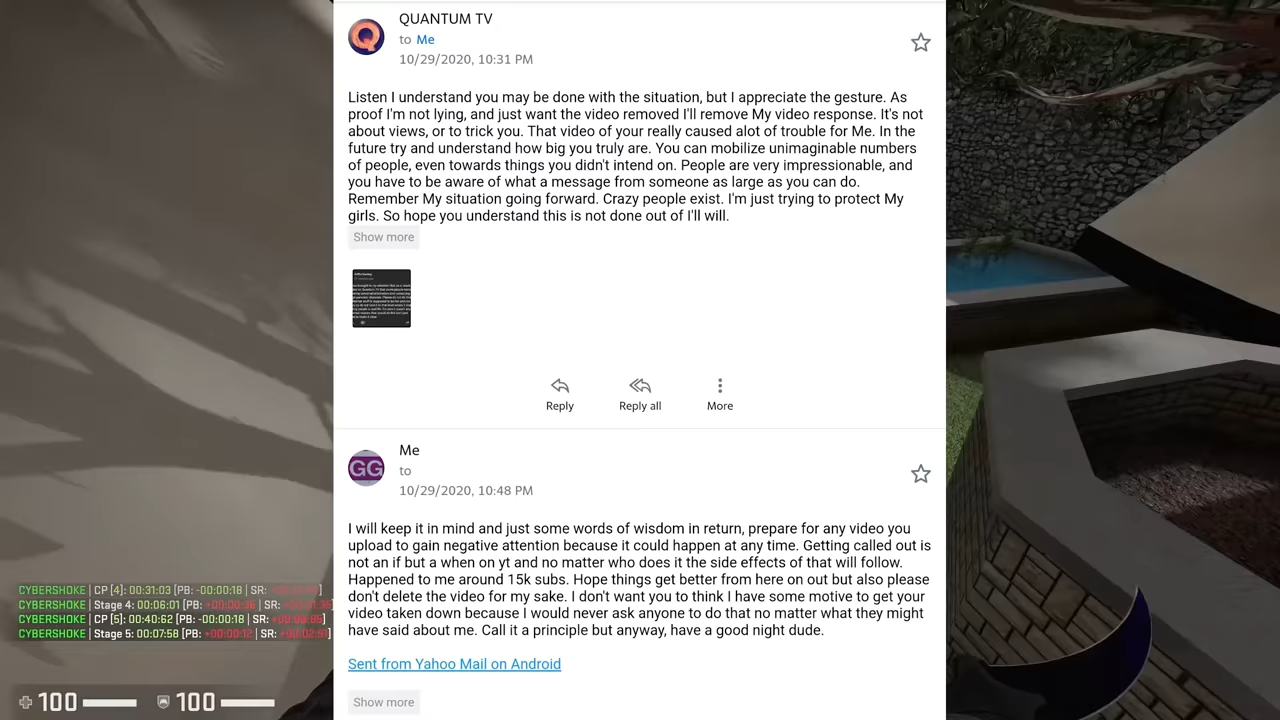 QUANTUM TV
to Me
10/29/2020, 10:31 PM
Listen I understand you may be done with the situation, but I appreciate the gesture. As
proof I'm not lying, and just want the video removed I'll remove My video response. It's not
about views, or to trick you. That video of your really caused alot of trouble for Me. In the
future try and understand how big you truly are. You can mobilize unimaginable numbers
of people, even towards things you didn't intend on. People are very impressionable, and
you have to be aware of what a message from someone as large as you can do.
Remember My situation going forward. Crazy people exist. I'm just trying to protect My
girls. So hope you understand this is not done out of I'll will.
Show more
Reply
Reply all
More
Me
GG
to
10/29/2020, 10:48 PM
I will keep it in mind and just some words of wisdom in return, prepare for any video you
upload to gain negative attention because it could happen at any time. Getting called out is
not an if but a when on yt and no matter who does it the side effects of that will follow.
Happened to me around 15k subs. Hope things get better from here on out but also please
don't delete the video for my sake. I don't want you to think I have some motive to get your
video taken down because I would never ask anyone to do that no matter what they might
have said about me. Call it a principle but anyway, have a good night dude.
Sent from Yahoo Mail on Android
Show more
CYBERSHOKE | CP [4]: 00:31:03 [PB: -00:00:18 | SR:
CYBERSHOKE | Stage 4: 00:06:01 [PB: +00:00:36 | SR:
CYBERSHOKE | CP [5]: 00:40:62 [PB: -00:00:18 | SR:
CYBERSHOKE | Stage 5: 00:07:58 [PB: +00:00:12 | SR:
100
100